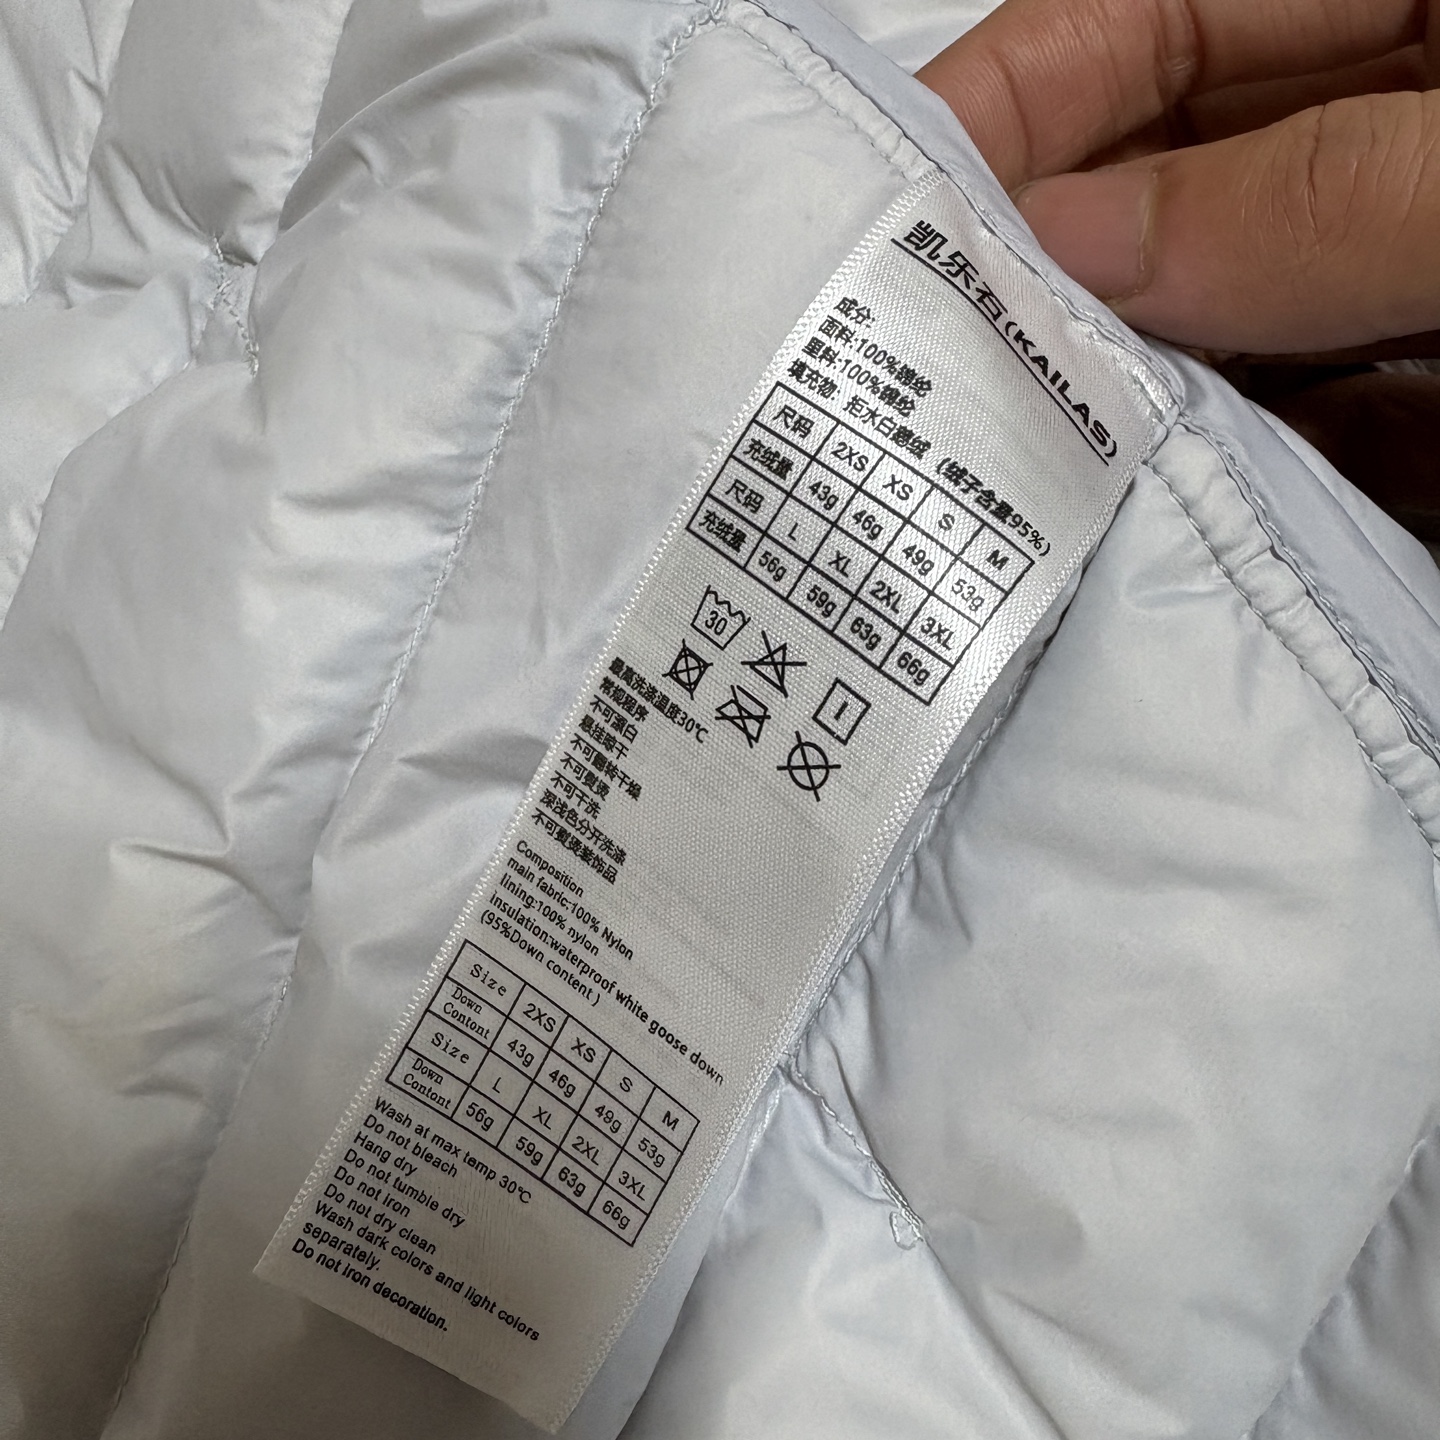 凯乐石(KAILAS)
成分:
面料:100%锦纶
里料:100%锦纶
填充物: 拒水白鹅绒 (绒子含量95%)
尺码 2XS XS S M
充绒量 43g 46g 49g 53g
尺码 L XL 2XL 3XL
充绒量 56g 59g 63g 66g
30
最高洗涤温度30℃
常规程序
不可漂白
悬挂晾干
不可翻转干燥
不可熨烫
不可干洗
深浅色分开洗涤
不可熨烫装饰品
Composition
main fabric:100% Nylon
lining:100% nylon
insulation:waterproof white goose down
(95%Down content )
Size 2XS XS S M
Down Contont 43g 46g 49g 53g
Size L XL 2XL 3XL
Down Contont 56g 59g 63g 66g
Wash at max temp 30℃
Do not bleach
Hang dry
Do not tumble dry
Do not iron
Do not dry clean
Wash dark colors and light colors
separately.
Do not iron decoration.